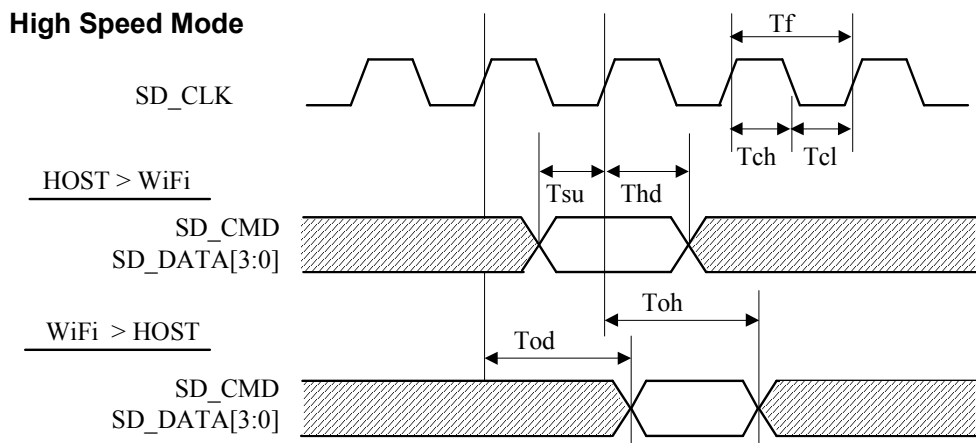 High Speed Mode
Tf
SD_CLK
Tch Tcl
HOST > WiFi
Tsu Thd
SD_CMD
SD_DATA[3:0]
Toh
WiFi > HOST
Tod
SD_CMD
SD_DATA[3:0]